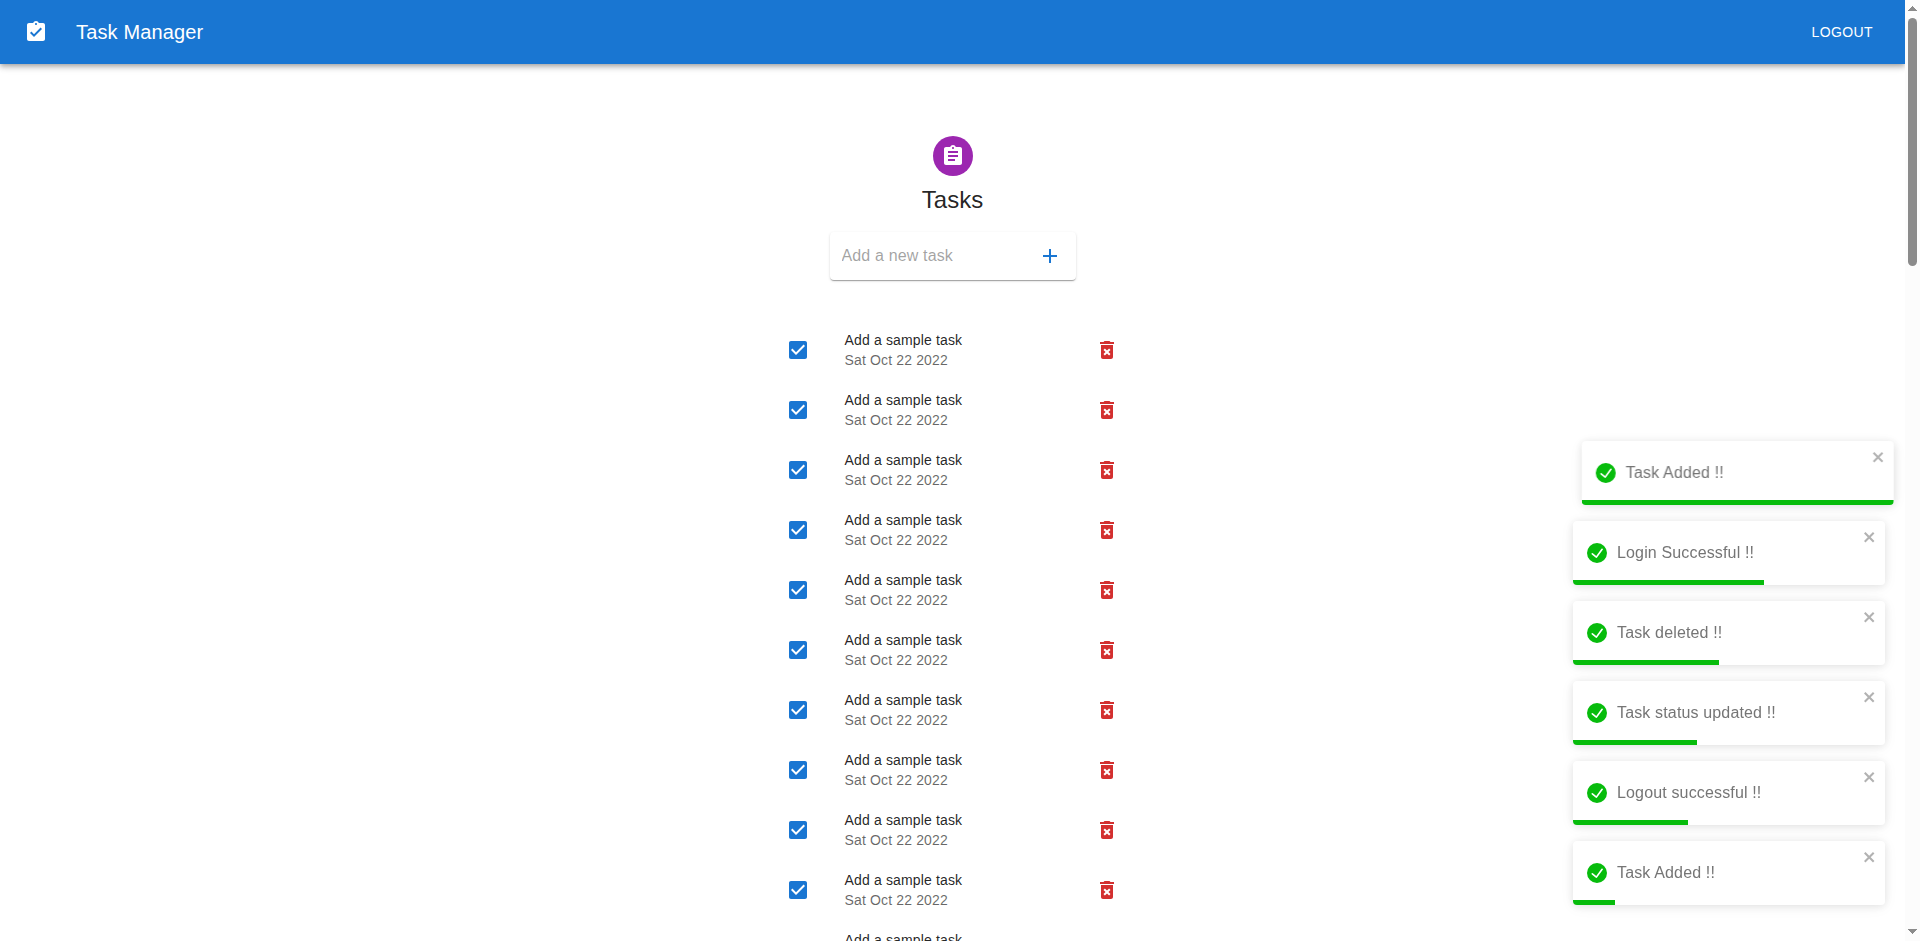 Task Manager
LOGOUT
Tasks
Add a new task
Add a sample task
Sat Oct 22 2022
Add a sample task
Sat Oct 22 2022
Add a sample task
Sat Oct 22 2022
Add a sample task
Sat Oct 22 2022
Add a sample task
Sat Oct 22 2022
Add a sample task
Sat Oct 22 2022
Add a sample task
Sat Oct 22 2022
Add a sample task
Sat Oct 22 2022
Add a sample task
Sat Oct 22 2022
Add a sample task
Sat Oct 22 2022
Add a sample task
Task Added !!
Login Successful !!
Task deleted !!
Task status updated !!
Logout successful !!
Task Added !!